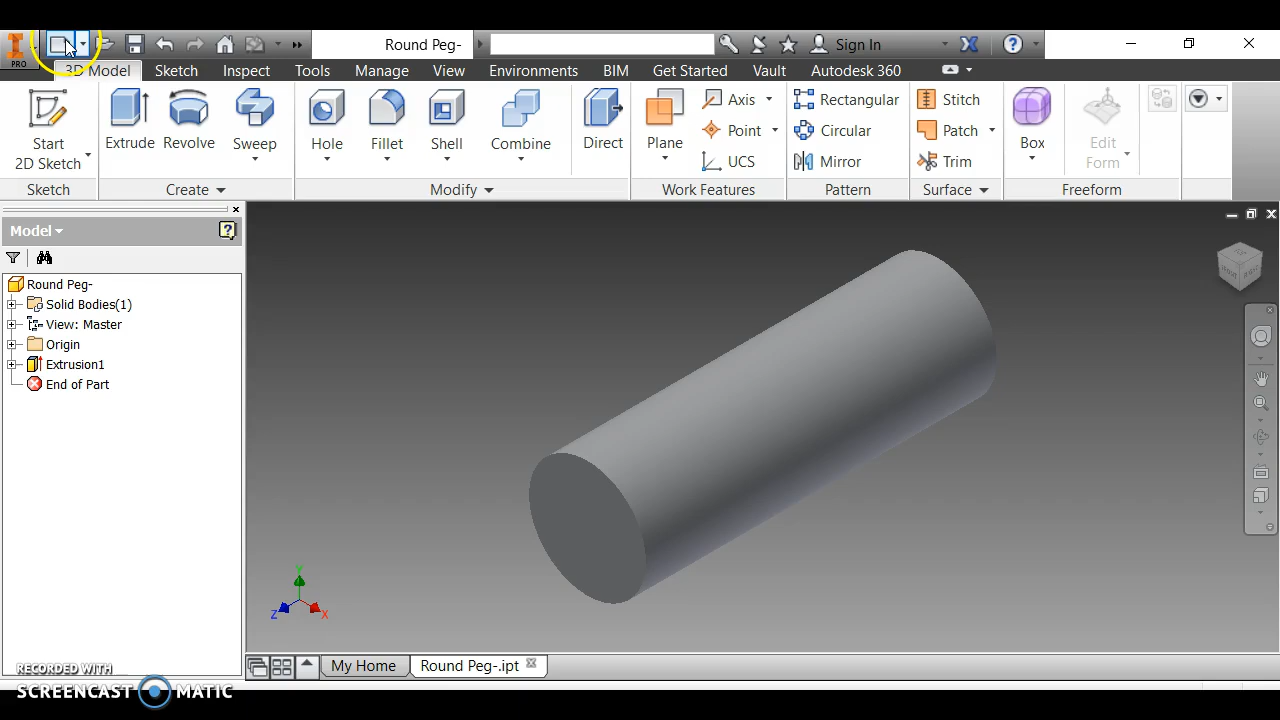 PRO
Round Peg-
Sign In
3D Model Sketch Inspect Tools Manage View Environments BIM Get Started Vault Autodesk 360
Start
2D Sketch
Extrude Revolve Sweep
Hole Fillet Shell Combine
Direct
Plane
Axis
Point
UCS
Rectangular
Circular
Mirror
Stitch
Patch
Trim
Box
Edit
Form
Sketch Create Modify Work Features Pattern Surface Freeform
Model
Round Peg-
Solid Bodies(1)
View: Master
Origin
Extrusion1
End of Part
Y
Z X
My Home Round Peg-.ipt
RECORDED WITH
SCREENCAST MATIC